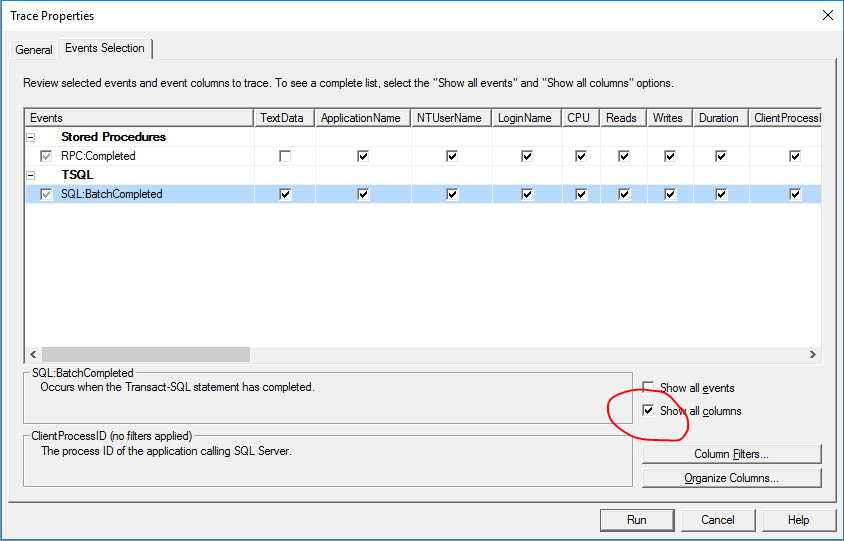 Trace Properties
General Events Selection
Review selected events and event columns to trace. To see a complete list, select the "Show all events" and "Show all columns" options.
Events TextData ApplicationName NTUserName LoginName CPU Reads Writes Duration ClientProcessI
Stored Procedures
RPC:Completed
TSQL
SQL:BatchCompleted
SQL:BatchCompleted
Occurs when the Transact-SQL statement has completed.
Show all events
Show all columns
ClientProcessID (no filters applied)
The process ID of the application calling SQL Server.
Column Filters...
Organize Columns...
Run Cancel Help